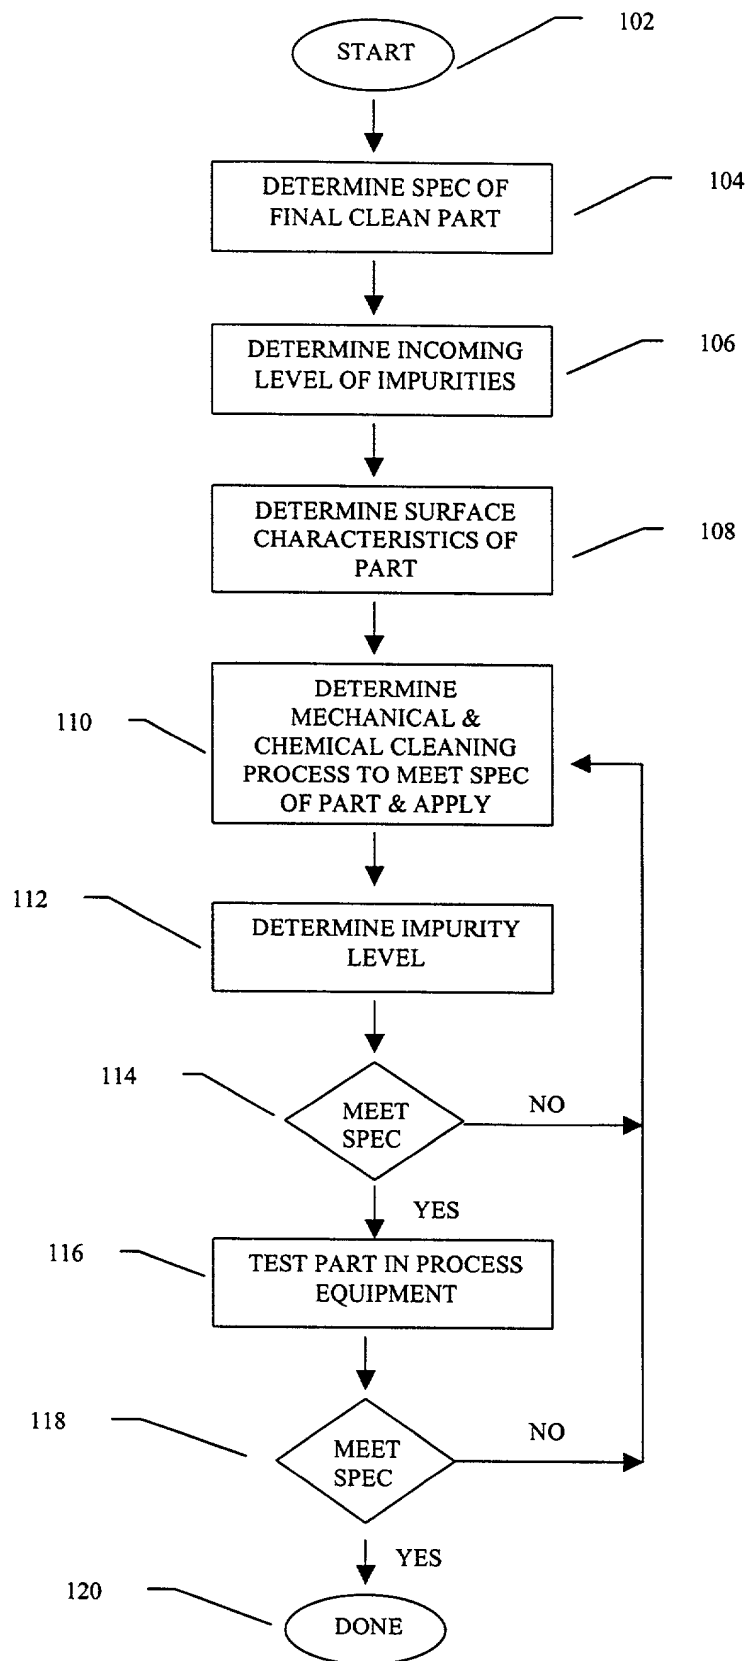 102
START
104
DETERMINE SPEC OF
FINAL CLEAN PART
106
DETERMINE INCOMING
LEVEL OF IMPURITIES
108
DETERMINE SURFACE
CHARACTERISTICS OF
PART
110
DETERMINE
MECHANICAL &
CHEMICAL CLEANING
PROCESS TO MEET SPEC
OF PART & APPLY
112
DETERMINE IMPURITY
LEVEL
114
MEET
SPEC
NO
YES
116
TEST PART IN PROCESS
EQUIPMENT
118
MEET
SPEC
NO
YES
120
DONE